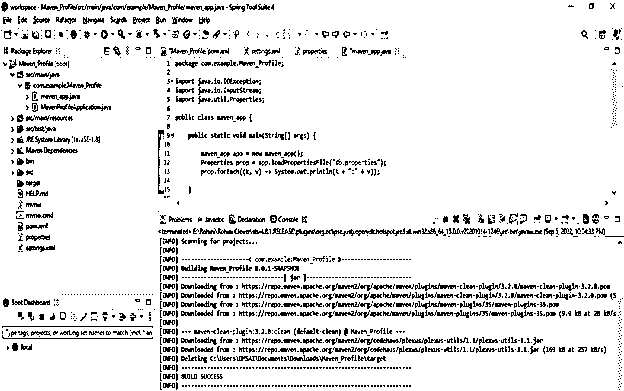 workspace - Maven_Profile/src/main/java/com/example/Maven_Profile/maven_app.java - Spring Tool Suite 4
File Edit Source Refactor Navigate Search Project Run Window Help
Package Explorer
*Maven_Profile/pom.xml settings.xml properties *maven_app.java
Maven_Profile [boot]
src/main/java
com.example.Maven_Profile
maven_app.java
MavenProfileApplication.java
src/main/resources
src/test/java
JRE System Library [JavaSE-1.8]
Maven Dependencies
bin
src
target
HELP.md
mvnw
mvnw.cmd
pom.xml
properties
settings.xml
1 package com.example.Maven_Profile;
2
3 import java.io.IOException;
4 import java.io.InputStream;
5 import java.util.Properties;
6
7 public class maven_app {
8
9 public static void main(String[] args) {
10
11 maven_app app = new maven_app();
12 Properties prop = app.loadPropertiesFile("db.properties");
13 prop.forEach((k, v) -> System.out.println(k + ":" + v));
14
15 }
Problems Javadoc Declaration Console
[INFO] Scanning for projects...
[INFO]
[INFO] --------------------< com.example:Maven_Profile >--------------------
[INFO] Building Maven_Profile 0.0.1-SNAPSHOT
[INFO] --------------------------------[ jar ]---------------------------------
[INFO] Downloading from : https://repo.maven.apache.org/maven2/org/apache/maven/plugins/maven-clean-plugin/3.2.0/maven-clean-plugin-3.2.0.pom
[INFO] Downloaded from : https://repo.maven.apache.org/maven2/org/apache/maven/plugins/maven-clean-plugin/3.2.0/maven-clean-plugin-3.2.0.pom (5
[INFO] Downloading from : https://repo.maven.apache.org/maven2/org/apache/maven/plugins/maven-plugins/35/maven-plugins-35.pom
[INFO] Downloaded from : https://repo.maven.apache.org/maven2/org/apache/maven/plugins/maven-plugins/35/maven-plugins-35.pom (9.9 kB at 28 kB/s
[INFO]
[INFO] --- maven-clean-plugin:3.2.0:clean (default-clean) @ Maven_Profile ---
[INFO] Downloading from : https://repo.maven.apache.org/maven2/org/codehaus/plexus/plexus-utils/1.1/plexus-utils-1.1.jar
[INFO] Downloaded from : https://repo.maven.apache.org/maven2/org/codehaus/plexus/plexus-utils/1.1/plexus-utils-1.1.jar (169 kB at 257 kB/s)
[INFO] Deleting C:\Users\OMSAI\Documents\Downloads\Maven_Profile\target
[INFO] ------------------------------------------------------------------------
[INFO] BUILD SUCCESS
Boot Dashboard
Type tags, projects, or working set names to match (incl. * an
local